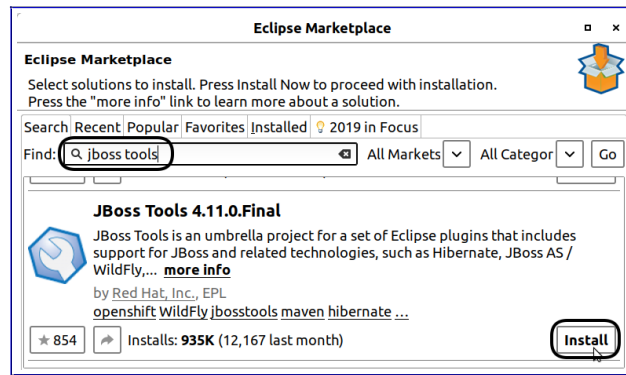 Eclipse Marketplace
Eclipse Marketplace
Select solutions to install. Press Install Now to proceed with installation.
Press the "more info" link to learn more about a solution.
Search Recent Popular Favorites Installed 2019 in Focus
Find: jboss tools All Markets All Categor Go
JBoss Tools 4.11.0.Final
JBoss Tools is an umbrella project for a set of Eclipse plugins that includes
support for JBoss and related technologies, such as Hibernate, JBoss AS /
WildFly,... more info
by Red Hat, Inc., EPL
openshift WildFly jbosstools maven hibernate ...
854 Installs: 935K (12,167 last month) Install